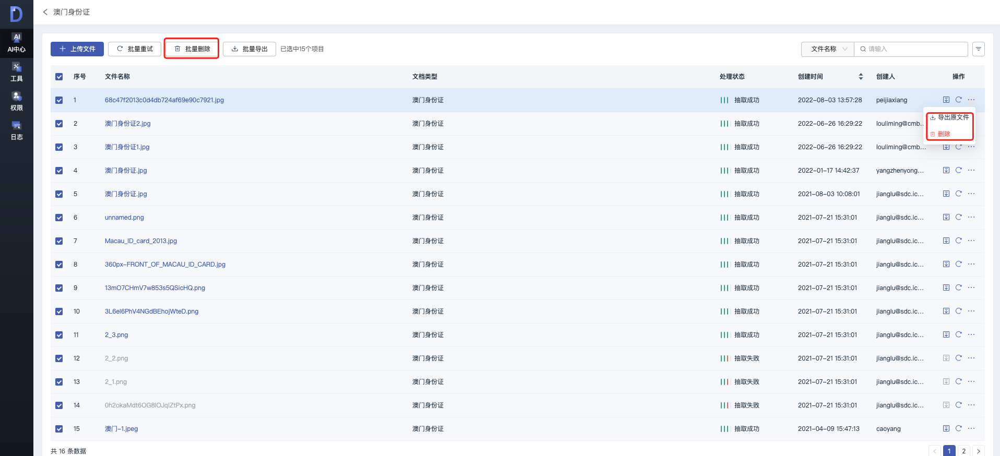 澳门身份证
AI
AI中心
工具
权限
日志
上传文件 批量重试 批量删除 批量导出 已选中15个项目 文件名称 请输入
序号 文件名称 文档类型 处理状态 创建时间 创建人 操作
1 68c47f2013c0d4db724af69e90c7921.jpg 澳门身份证 抽取成功 2022-08-03 13:57:28 peijiaxiang
导出原文件
2 澳门身份证2.jpg 澳门身份证 抽取成功 2022-06-26 16:29:22 louliming@cmb...
删除
3 澳门身份证1.jpg 澳门身份证 抽取成功 2022-06-26 16:29:22 louliming@cmb...
4 澳门身份证.jpg 澳门身份证 抽取成功 2022-01-17 14:42:37 yangzhenyong...
5 澳门身份证.jpg 澳门身份证 抽取成功 2021-08-03 10:08:01 jianglu@sdc.ic...
6 unnamed.png 澳门身份证 抽取成功 2021-07-21 15:31:01 jianglu@sdc.ic...
7 Macau_ID_card_2013.jpg 澳门身份证 抽取成功 2021-07-21 15:31:01 jianglu@sdc.ic...
8 360px-FRONT_OF_MACAU_ID_CARD.jpg 澳门身份证 抽取成功 2021-07-21 15:31:01 jianglu@sdc.ic...
9 13mO7CHmV7w853s5QSicHQ.png 澳门身份证 抽取成功 2021-07-21 15:31:01 jianglu@sdc.ic...
10 3L6el6PhV4NGdBEhojWteD.png 澳门身份证 抽取成功 2021-07-21 15:31:01 jianglu@sdc.ic...
11 2_3.png 澳门身份证 抽取成功 2021-07-21 15:31:01 jianglu@sdc.ic...
12 2_2.png 澳门身份证 抽取失败 2021-07-21 15:31:01 jianglu@sdc.ic...
13 2_1.png 澳门身份证 抽取失败 2021-07-21 15:31:01 jianglu@sdc.ic...
14 0h2okaMdt6OG8IOJqiZtPx.png 澳门身份证 抽取失败 2021-07-21 15:31:01 jianglu@sdc.ic...
15 澳门-1.jpeg 澳门身份证 抽取成功 2021-04-09 15:47:13 caoyang
共 16 条数据 1 2